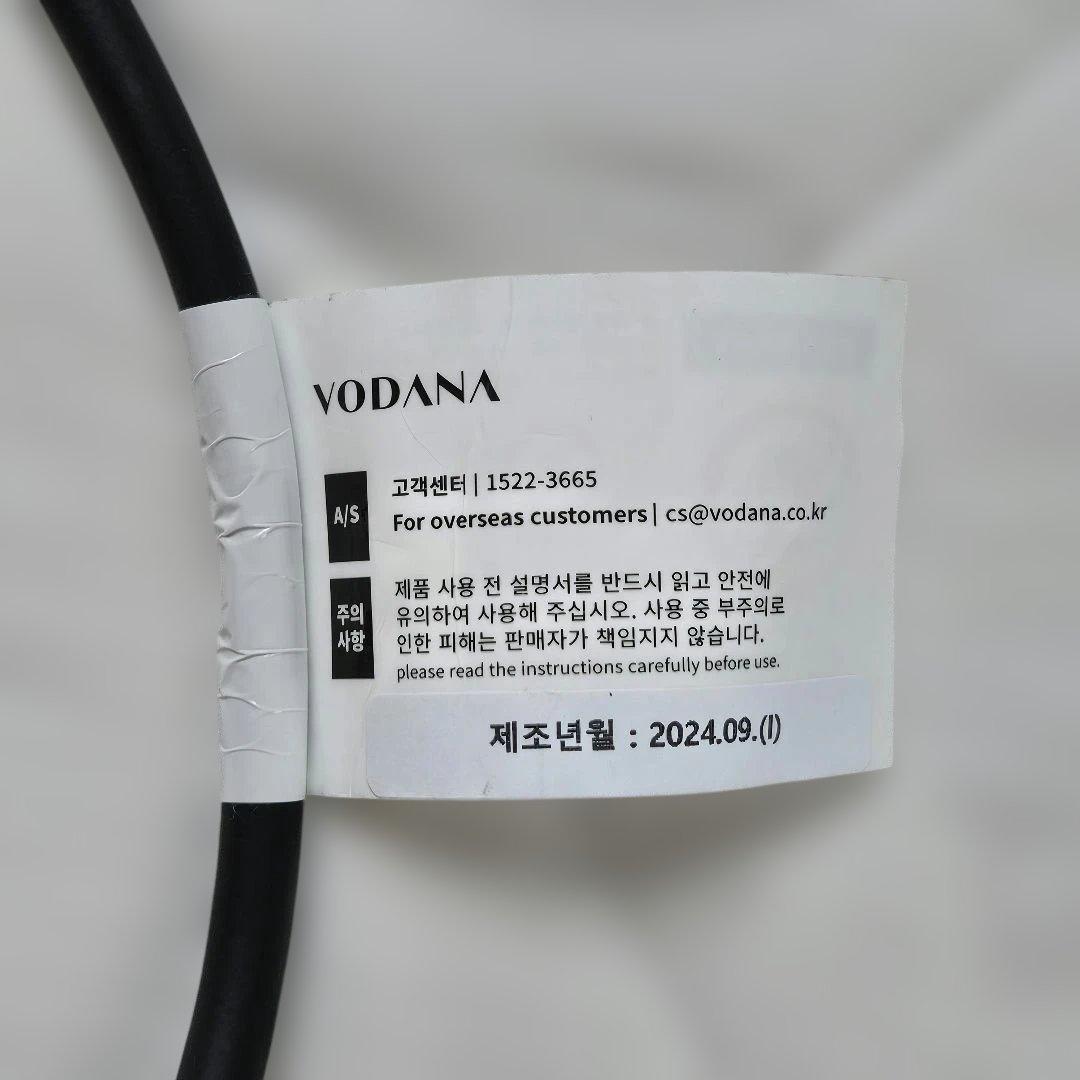 VODANA
A/S
고객센터 | 1522-3665
For overseas customers | cs@vodana.co.kr
주의
사항
제품 사용 전 설명서를 반드시 읽고 안전에
유의하여 사용해 주십시오. 사용 중 부주의로
인한 피해는 판매자가 책임지지 않습니다.
please read the instructions carefully before use.
제조년월 : 2024.09.(I)